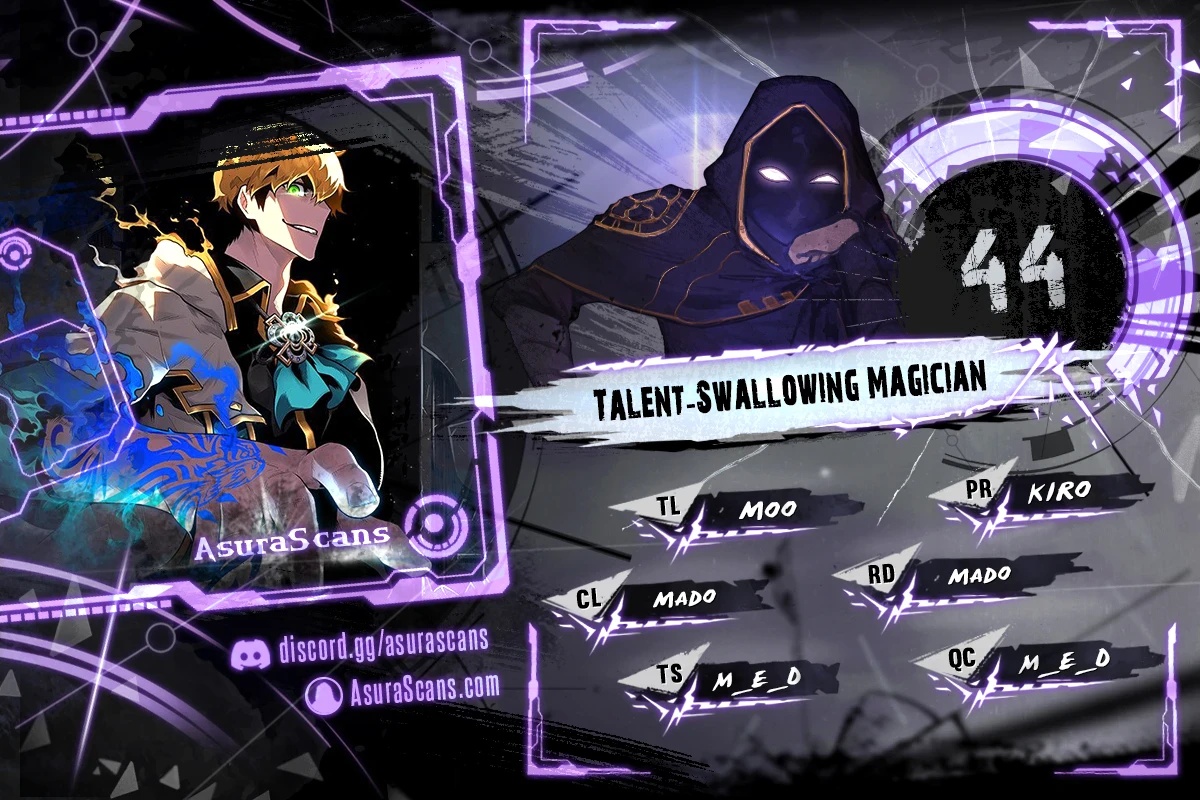 44
TALENT-SWALLOWING MAGICIAN
TL MOO
PR KIRO
CL MADO
RD MADO
TS M_E_D
QC M_E_D
AsuraScans
discord.gg/asurascans
AsuraScans.com